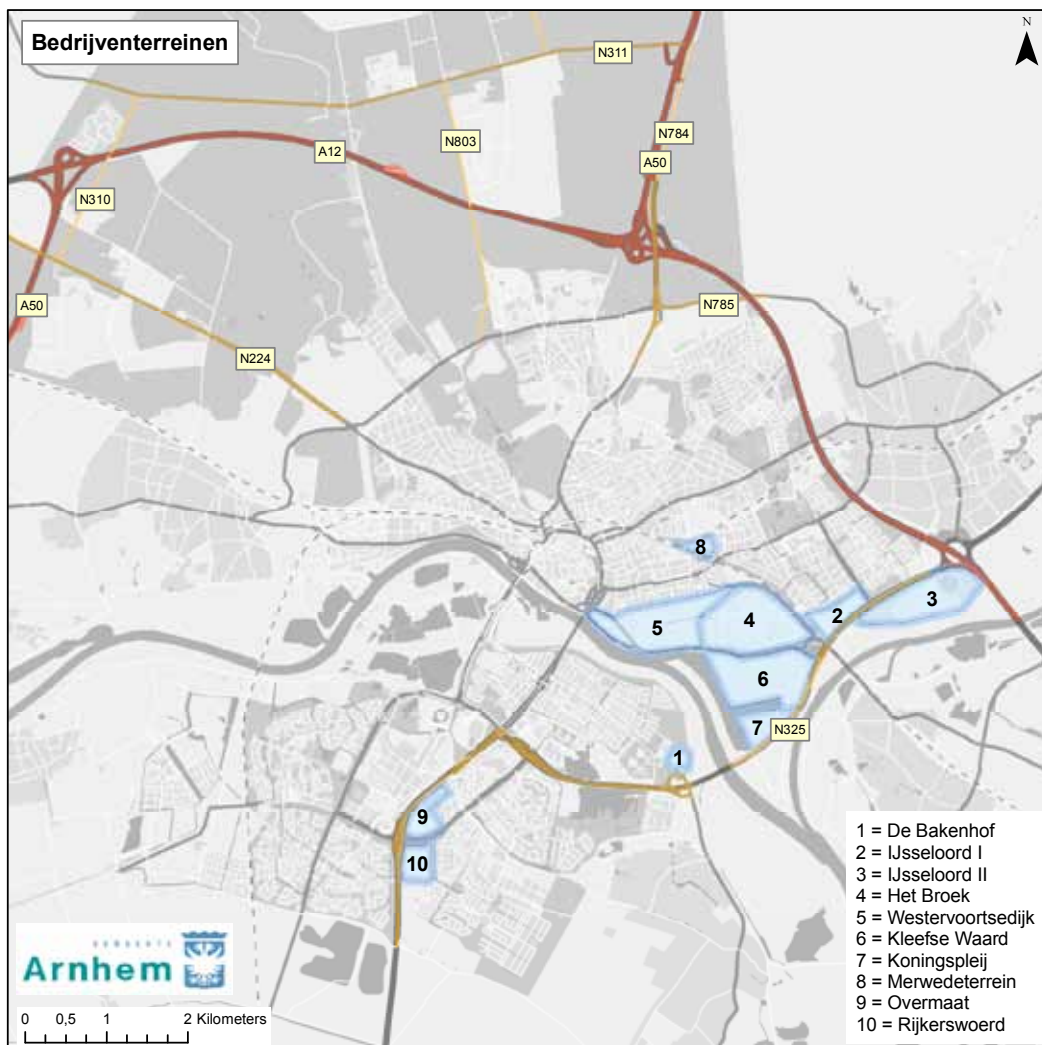 Bedrijventerreinen
N
N311
N784
N803
A12
A50
N310
A50
N785
N224
8
3
2
4
5
6
7
N325
1
9
10
1 = De Bakenhof
2 = IJsseloord I
3 = IJsseloord II
4 = Het Broek
5 = Westervoortsedijk
6 = Kleefse Waard
7 = Koningspleij
8 = Merwedeterrein
9 = Overmaat
10 = Rijkerswoerd
GEMEENTE
Arnhem
0 0,5 1 2 Kilometers